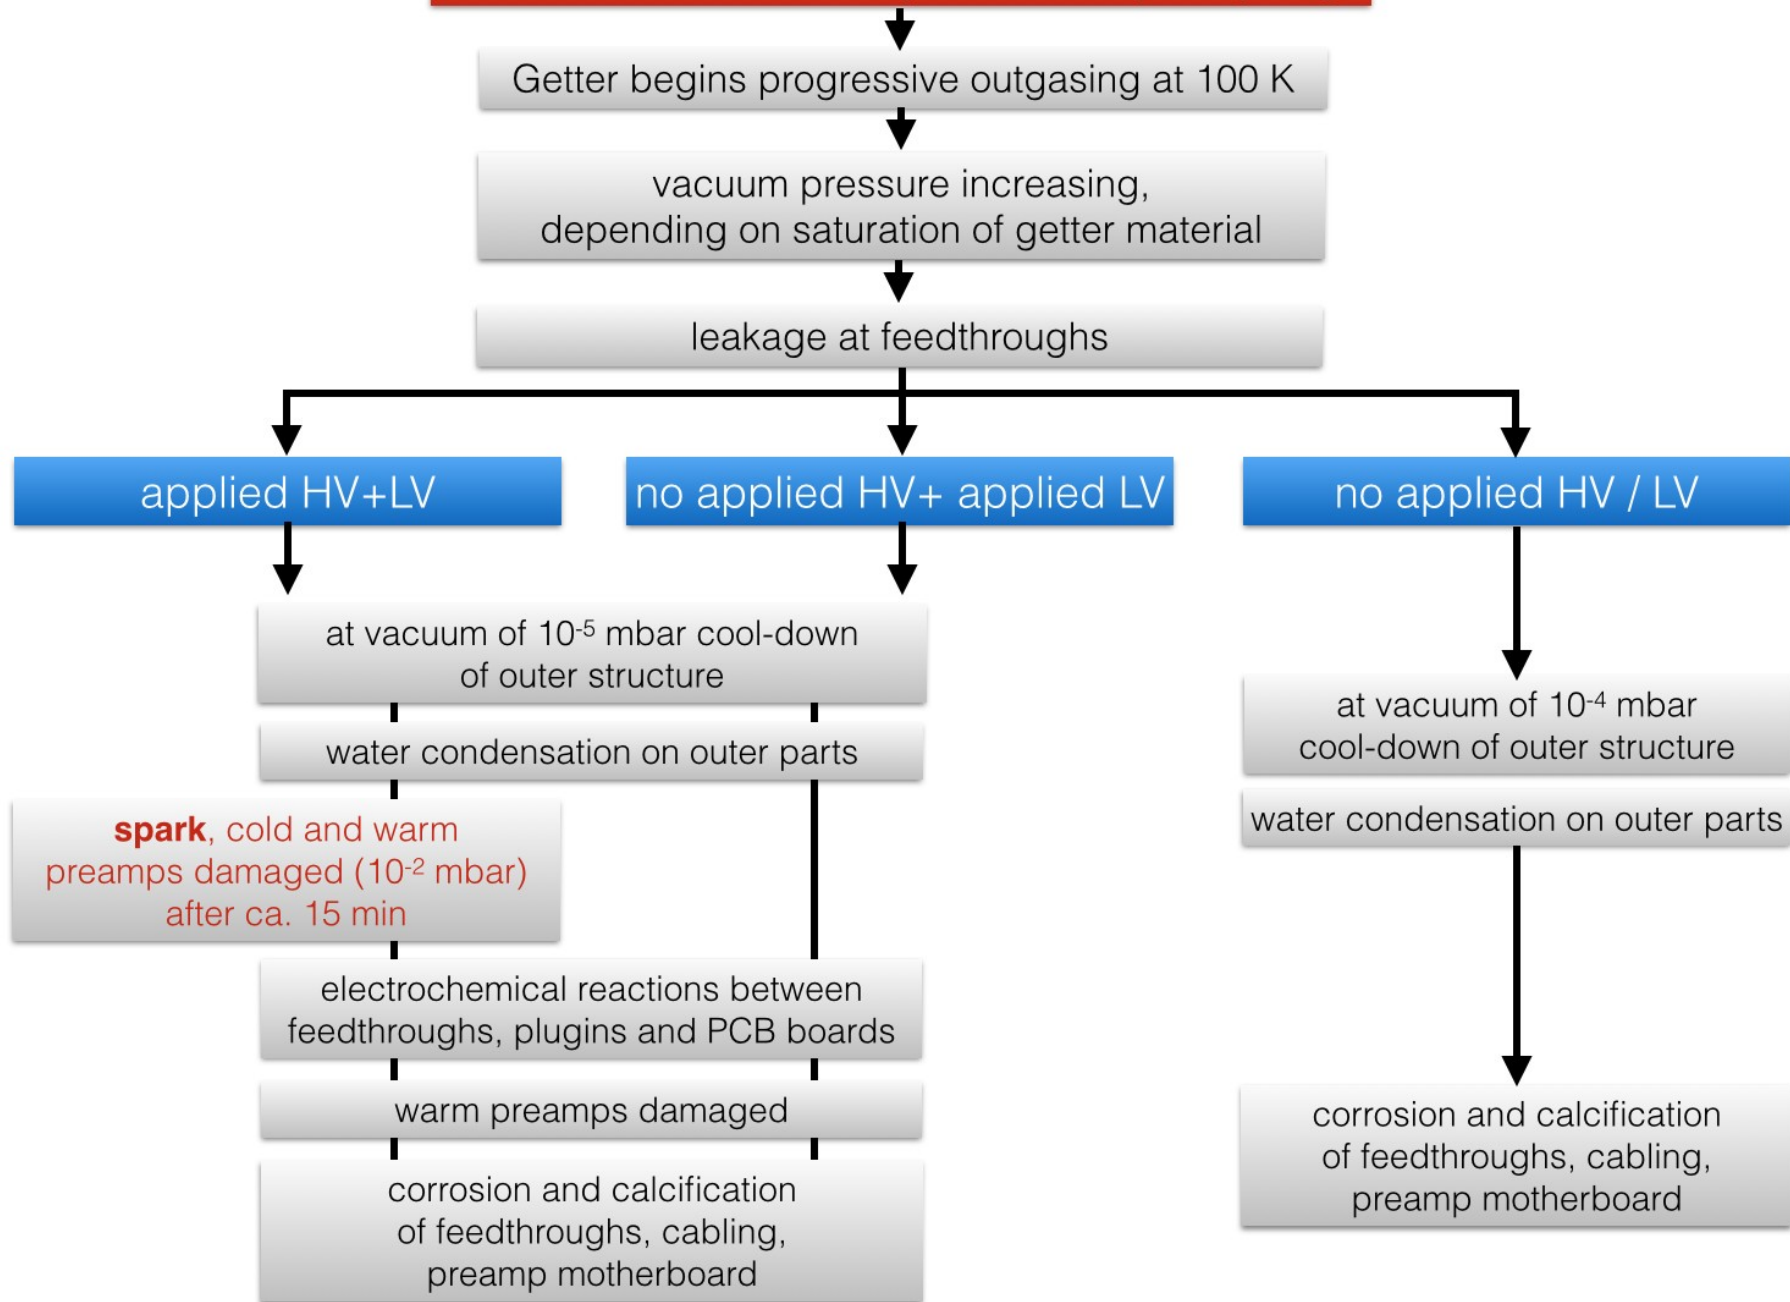 Getter begins progressive outgasing at 100 K
vacuum pressure increasing,
depending on saturation of getter material
leakage at feedthroughs
applied HV+LV
no applied HV+ applied LV
no applied HV / LV
at vacuum of 10⁻⁵ mbar cool-down
of outer structure
water condensation on outer parts
spark, cold and warm
preamps damaged (10⁻² mbar)
after ca. 15 min
electrochemical reactions between
feedthroughs, plugins and PCB boards
warm preamps damaged
corrosion and calcification
of feedthroughs, cabling,
preamp motherboard
at vacuum of 10⁻⁴ mbar
cool-down of outer structure
water condensation on outer parts
corrosion and calcification
of feedthroughs, cabling,
preamp motherboard